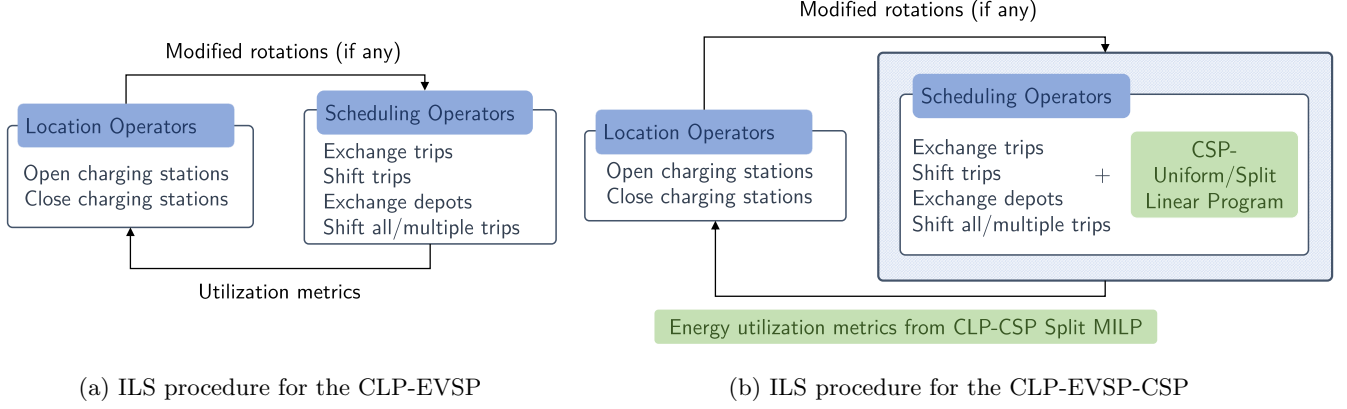 Modified rotations (if any)
Location Operators
Open charging stations
Close charging stations
Scheduling Operators
Exchange trips
Shift trips
Exchange depots
Shift all/multiple trips
Utilization metrics
(a) ILS procedure for the CLP-EVSP
Modified rotations (if any)
Location Operators
Open charging stations
Close charging stations
Scheduling Operators
Exchange trips
Shift trips
Exchange depots
Shift all/multiple trips
+
CSP-
Uniform/Split
Linear Program
Energy utilization metrics from CLP-CSP Split MILP
(b) ILS procedure for the CLP-EVSP-CSP